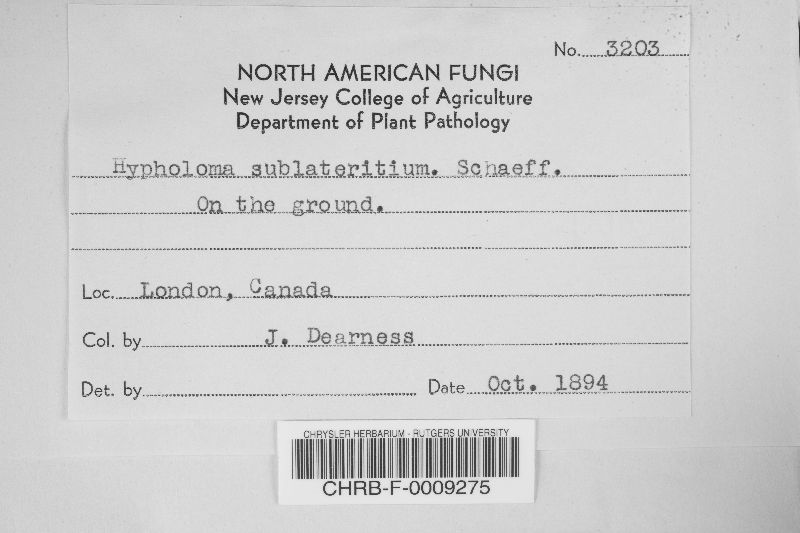 No. 3203
NORTH AMERICAN FUNGI
New Jersey College of Agriculture
Department of Plant Pathology
Hypholoma sublateritium. Schaeff.
On the ground.
Loc. London, Canada
Col. by J. Dearness
Det. by Date Oct. 1894
CHRYSLER HERBARIUM - RUTGERS UNIVERSITY
CHRB-F-0009275